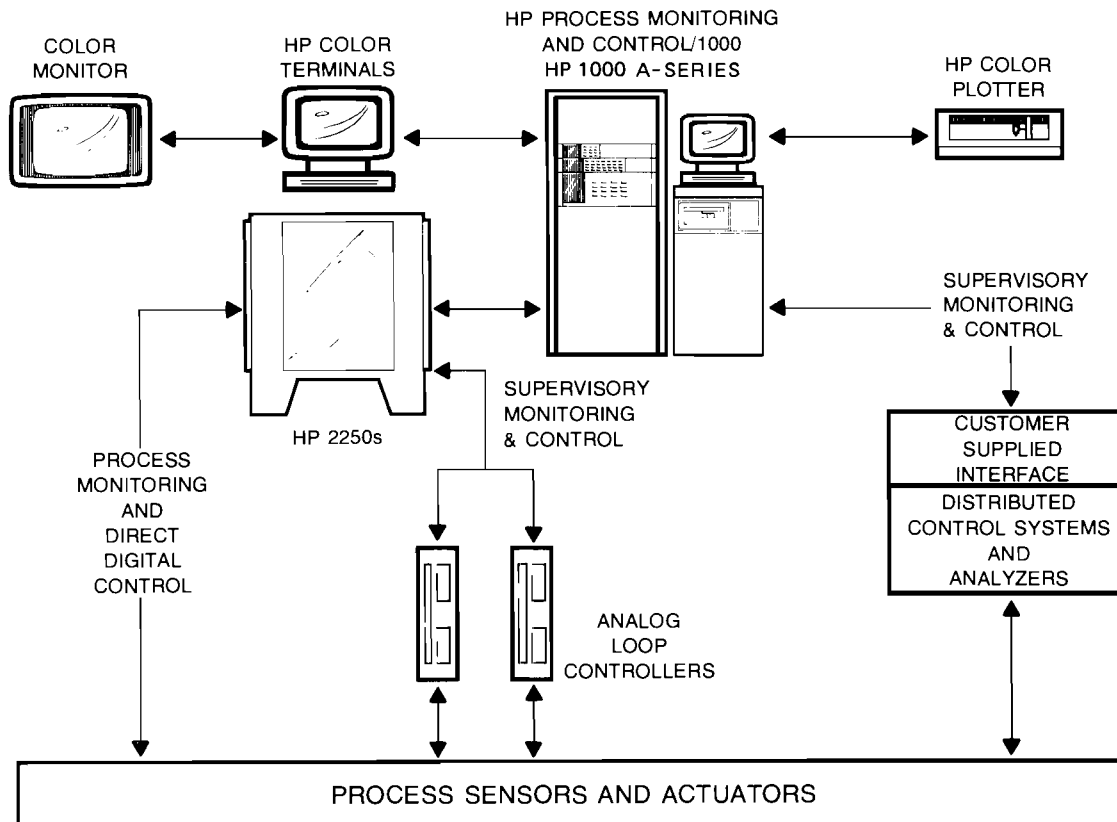 COLOR
MONITOR
HP COLOR
TERMINALS
HP PROCESS MONITORING
AND CONTROL/1000
HP 1000 A-SERIES
HP COLOR
PLOTTER
SUPERVISORY
MONITORING
& CONTROL
HP 2250s
SUPERVISORY
MONITORING
& CONTROL
PROCESS
MONITORING
AND
DIRECT
DIGITAL
CONTROL
CUSTOMER
SUPPLIED
INTERFACE
DISTRIBUTED
CONTROL SYSTEMS
AND
ANALYZERS
ANALOG
LOOP
CONTROLLERS
PROCESS SENSORS AND ACTUATORS